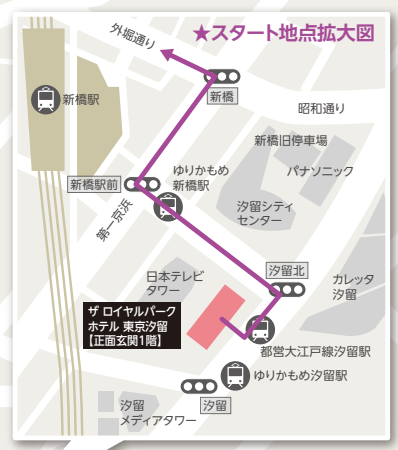 ★スタート地点拡大図
外堀通り
新橋
新橋駅
昭和通り
新橋旧停車場
ゆりかもめ
新橋駅
パナソニック
新橋駅前
第一京浜
汐留シティ
センター
汐留北
日本テレビ
タワー
カレッタ
汐留
ザ ロイヤルパーク
ホテル 東京汐留
【正面玄関1階】
都営大江戸線汐留駅
ゆりかもめ汐留駅
汐留
汐留
メディアタワー